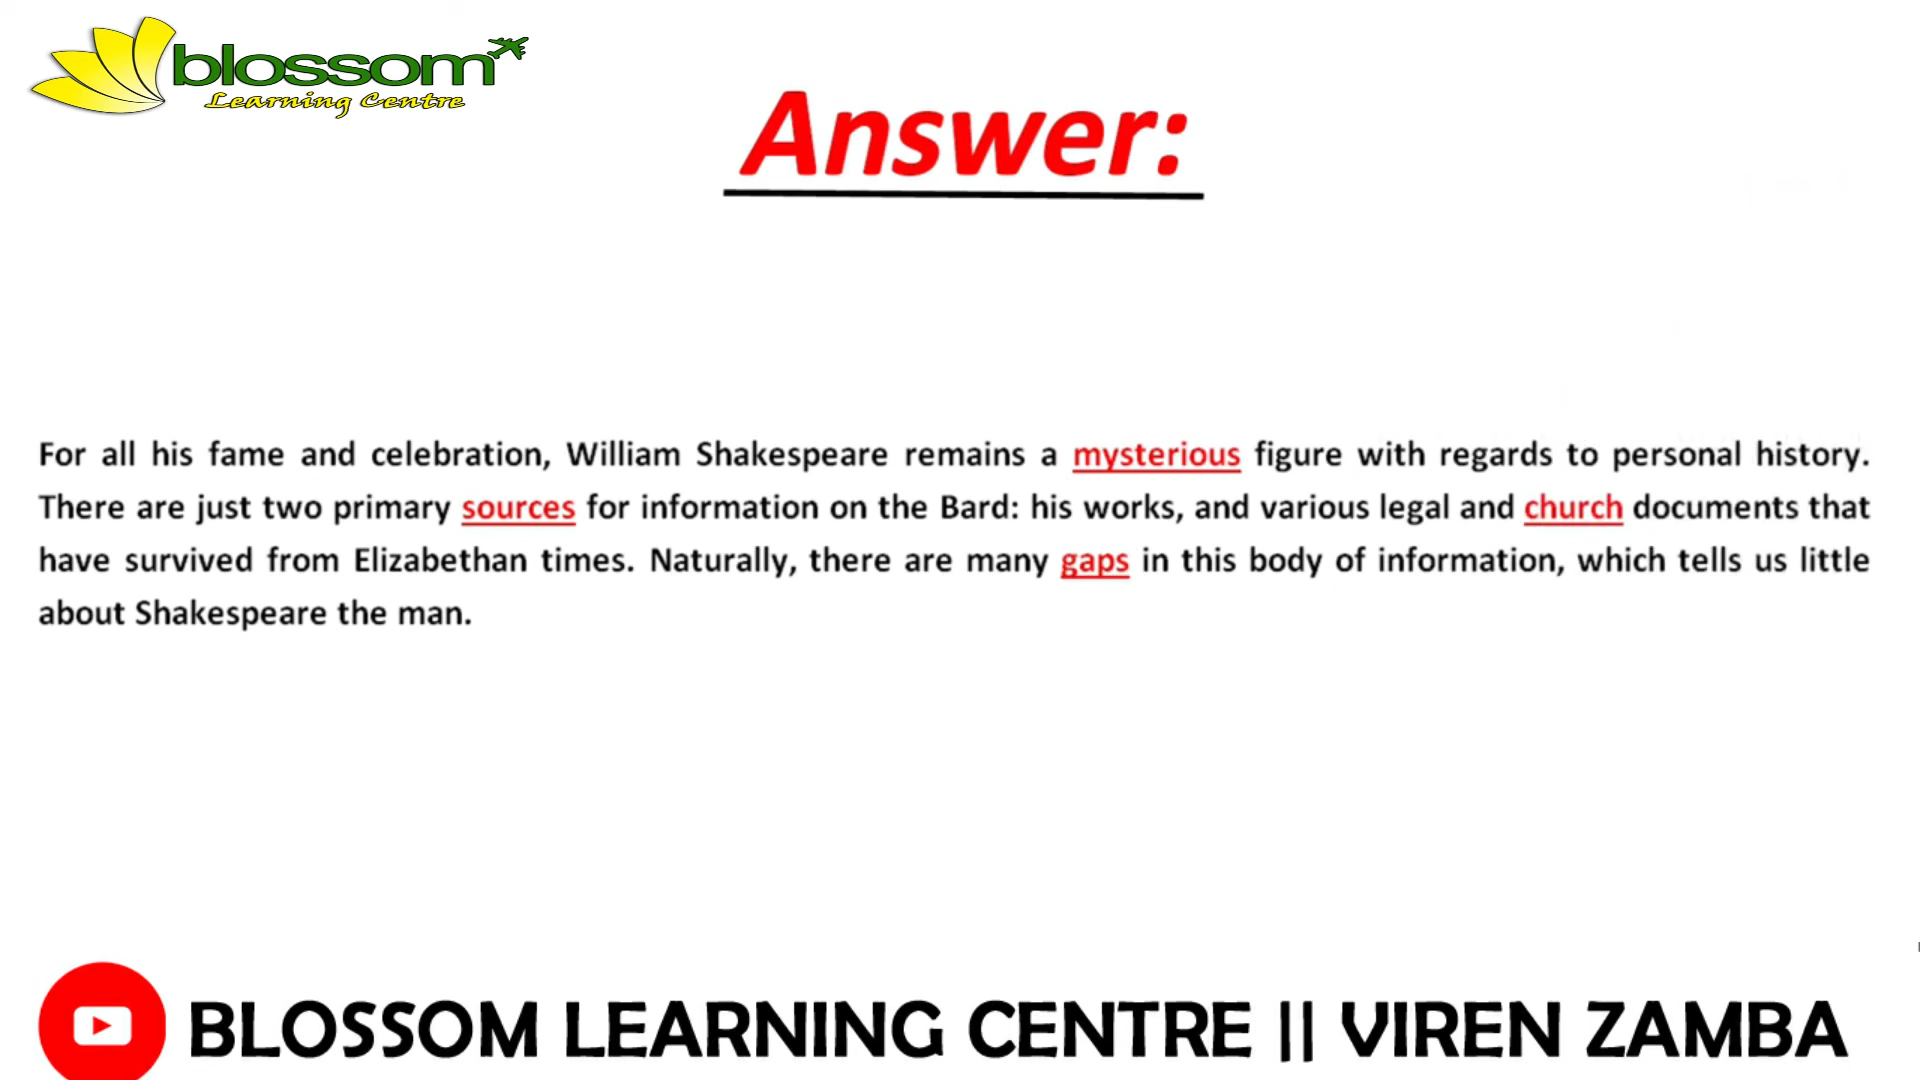 blossom
Learning Centre
Answer:
For all his fame and celebration, William Shakespeare remains a mysterious figure with regards to personal history.
There are just two primary sources for information on the Bard: his works, and various legal and church documents that
have survived from Elizabethan times. Naturally, there are many gaps in this body of information, which tells us little
about Shakespeare the man.
BLOSSOM LEARNING CENTRE || VIREN ZAMBA